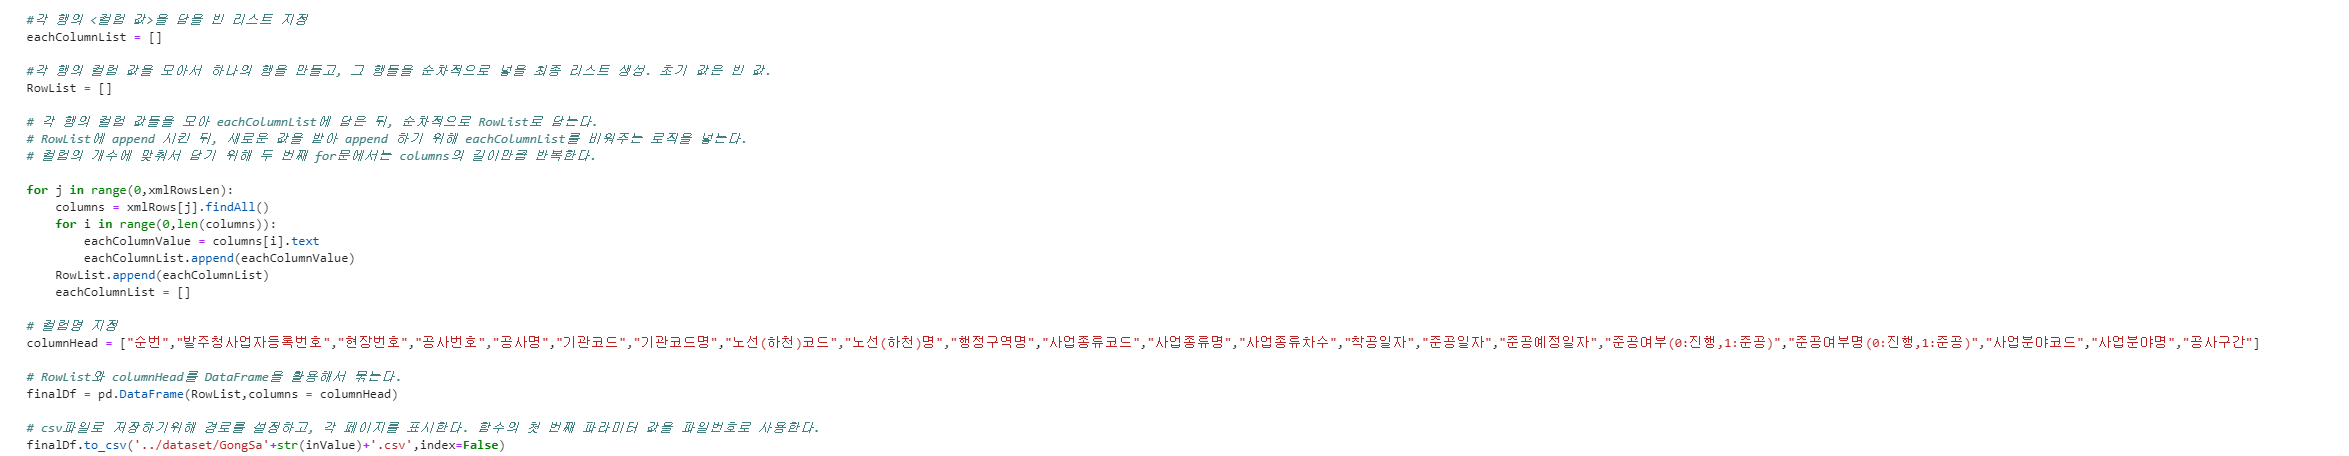 #각 행의 <컬럼 값>을 담을 빈 리스트 지정
eachColumnList = []
#각 행의 컬럼 값을 모아서 하나의 행을 만들고, 그 행들을 순차적으로 넣을 최종 리스트 생성. 초기 값은 빈 값.
RowList = []
# 각 행의 컬럼 값들을 모아 eachColumnList에 담은 뒤, 순차적으로 RowList로 담는다.
# RowList에 append 시킨 뒤, 새로운 값을 받아 append 하기 위해 eachColumnList를 비워주는 로직을 넣는다.
# 컬럼의 개수에 맞춰서 담기 위해 두 번째 for문에서는 columns의 길이만큼 반복한다.
for j in range(0,xmlRowsLen):
    columns = xmlRows[j].findAll()
    for i in range(0,len(columns)):
        eachColumnValue = columns[i].text
        eachColumnList.append(eachColumnValue)
    RowList.append(eachColumnList)
    eachColumnList = []
# 컬럼명 지정
columnHead = ["순번","발주청사업자등록번호","현장번호","공사번호","공사명","기관코드","기관코드명","노선(하천)코드","노선(하천)명","행정구역명","사업종류코드","사업종류명","사업종류차수","착공일자","준공일자","준공예정일자","준공여부(0:진행,1:준공)","준공여부명(0:진행,1:준공)","사업분야코드","사업분야명","공사구간"]
# RowList와 columnHead를 DataFrame을 활용해서 묶는다.
finalDf = pd.DataFrame(RowList,columns = columnHead)
# csv파일로 저장하기위해 경로를 설정하고, 각 페이지를 표시한다. 함수의 첫 번째 파라미터 값을 파일번호로 사용한다.
finalDf.to_csv('../dataset/GongSa'+str(inValue)+'.csv',index=False)